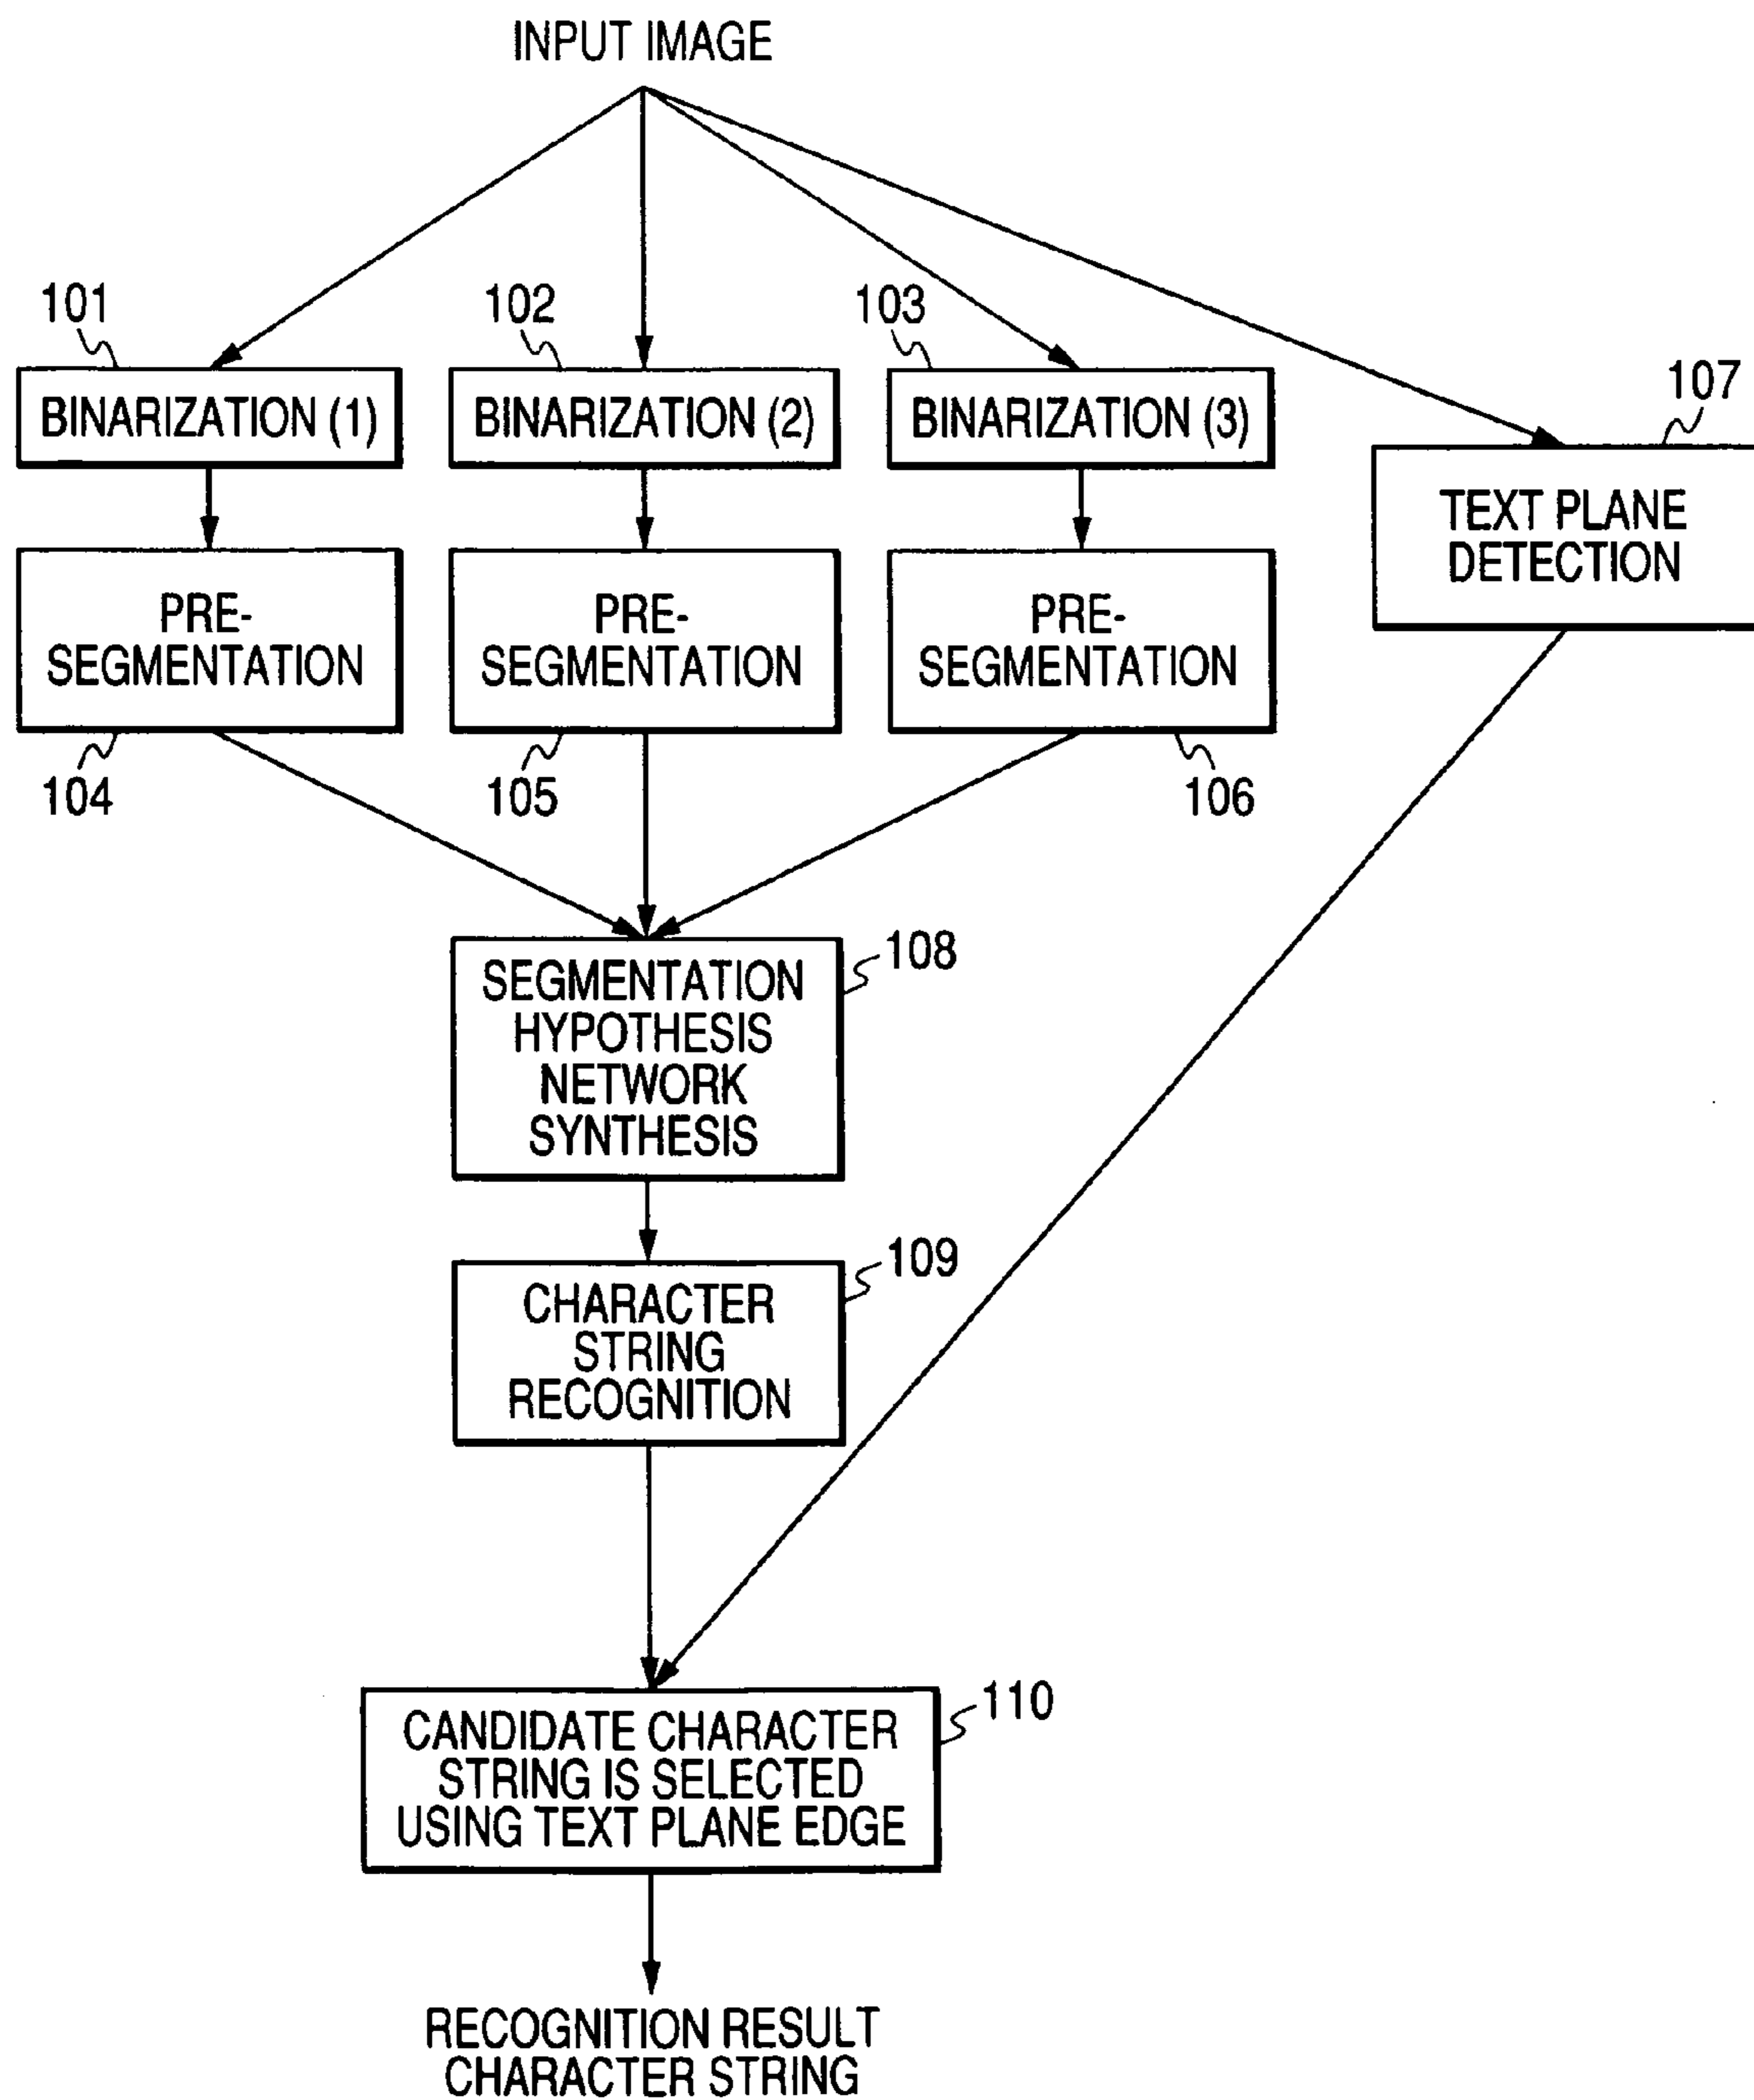 INPUT IMAGE
101
102
103
BINARIZATION (1)
BINARIZATION (2)
BINARIZATION (3)
107
TEXT PLANE
DETECTION
PRE-
SEGMENTATION
PRE-
SEGMENTATION
PRE-
SEGMENTATION
104
105
106
108
SEGMENTATION
HYPOTHESIS
NETWORK
SYNTHESIS
109
CHARACTER
STRING
RECOGNITION
110
CANDIDATE CHARACTER
STRING IS SELECTED
USING TEXT PLANE EDGE
RECOGNITION RESULT
CHARACTER STRING